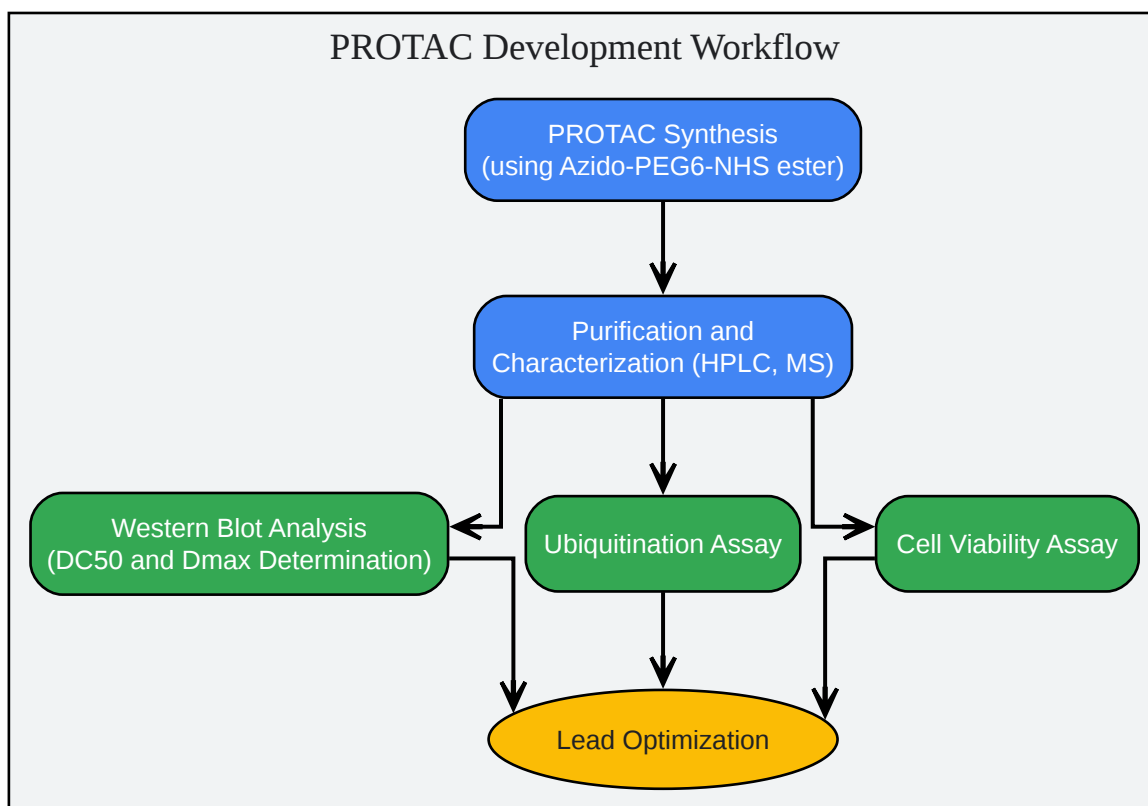 PROTAC Development Workflow
PROTAC Synthesis
(using Azido-PEG6-NHS ester)
Purification and
Characterization (HPLC, MS)
Western Blot Analysis
(DC50 and Dmax Determination)
Ubiquitination Assay
Cell Viability Assay
Lead Optimization